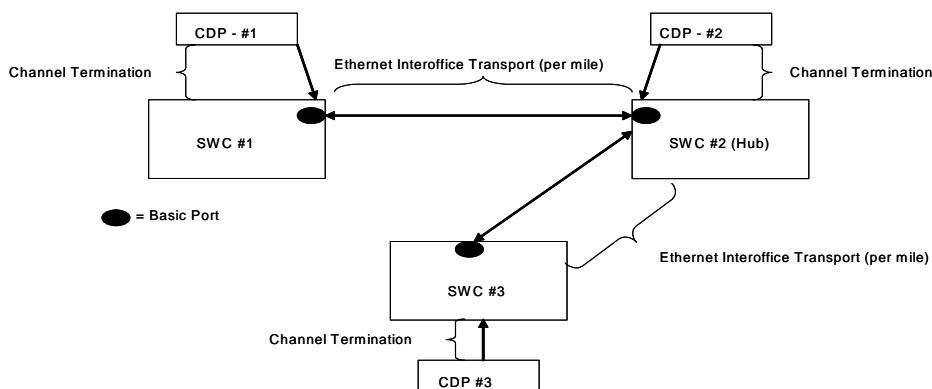 CDP - #1
CDP - #2
Channel Termination
Ethernet Interoffice Transport (per mile)
Channel Termination
SWC #1
SWC #2 (Hub)
= Basic Port
Ethernet Interoffice Transport (per mile)
SWC #3
Channel Termination
CDP #3